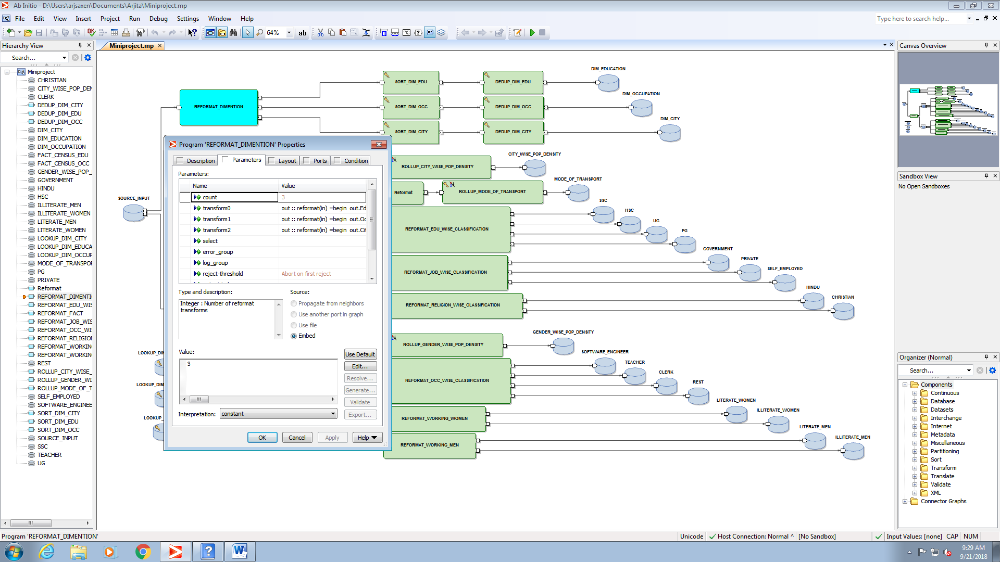 Ab Initio - D:\Users\arjsaxen\Documents\Arjita\Miniproject.mp
File Edit View Insert Project Run Debug Settings Window Help
Type here to search help...
OK
64%
ab
Hierarchy View
Search...
Miniproject
CHRISTIAN
CITY_WISE_POP_DEN
CLERK
DEDUP_DIM_CITY
DEDUP_DIM_EDU
DEDUP_DIM_OCC
DIM_CITY
DIM_EDUCATION
DIM_OCCUPATION
FACT_CENSUS_EDU
FACT_CENSUS_OCC
GENDER_WISE_POP_
GOVERNMENT
HINDU
HSC
ILLITERATE_MEN
ILLITERATE_WOMEN
LITERATE_MEN
LITERATE_WOMEN
LOOKUP_DIM_CITY
LOOKUP_DIM_EDUCA
LOOKUP_DIM_OCCUP
MODE_OF_TRANSPOR
PG
PRIVATE
Reformat
REFORMAT_DIMENTI
REFORMAT_EDU_WIS
REFORMAT_FACT
REFORMAT_JOB_WIS
REFORMAT_OCC_WIS
REFORMAT_RELIGION
REFORMAT_WORKING
REFORMAT_WORKING
REST
ROLLUP_CITY_WISE_
ROLLUP_GENDER_WI
ROLLUP_MODE_OF_T
SELF_EMPLOYED
SOFTWARE_ENGINEE
SORT_DIM_CITY
SORT_DIM_EDU
SORT_DIM_OCC
SOURCE_INPUT
SSC
TEACHER
UG
Miniproject.mp
REFORMAT_DIMENTION
SORT_DIM_EDU
DEDUP_DIM_EDU
DIM_EDUCATION
SORT_DIM_OCC
DEDUP_DIM_OCC
DIM_OCCUPATION
SORT_DIM_CITY
DEDUP_DIM_CITY
DIM_CITY
SOURCE_INPUT
ROLLUP_CITY_WISE_POP_DENSITY
CITY_WISE_POP_DENSITY
Reformat
ROLLUP_MODE_OF_TRANSPORT
MODE_OF_TRANSPORT
REFORMAT_EDU_WISE_CLASSIFICATION
SSC
HSC
UG
PG
REFORMAT_JOB_WISE_CLASSIFICATION
GOVERNMENT
PRIVATE
SELF_EMPLOYED
REFORMAT_RELIGION_WISE_CLASSIFICATION
HINDU
CHRISTIAN
ROLLUP_GENDER_WISE_POP_DENSITY
GENDER_WISE_POP_DENSITY
REFORMAT_OCC_WISE_CLASSIFICATION
SOFTWARE_ENGINEER
TEACHER
CLERK
REST
REFORMAT_WORKING_WOMEN
LITERATE_WOMEN
ILLITERATE_WOMEN
REFORMAT_WORKING_MEN
LITERATE_MEN
ILLITERATE_MEN
LOOKUP_DIM
LOOKUP_DIM
LOOKUP_D
Program 'REFORMAT_DIMENTION' Properties
Description Parameters Layout Ports Condition
Parameters:
Name Value
count 3
transform0 out :: reformat(in) =begin out.Ed
transform1 out :: reformat(in) =begin out.Oc
transform2 out :: reformat(in) =begin out.Cit
select
error_group
log_group
reject-threshold Abort on first reject
Type and description:
Integer : Number of reformat
transforms
Source:
Propagate from neighbors
Use another port in graph
Use file
Embed
Value:
3
Use Default
Edit...
Resolve...
Generate...
Validate
Export...
Interpretation: constant
OK Cancel Apply Help
Canvas Overview
Sandbox View
No Open Sandboxes
Organizer (Normal)
Search...
Components
Continuous
Database
Datasets
Interchange
Internet
Metadata
Miscellaneous
Partitioning
Sort
Transform
Translate
Validate
XML
Connector Graphs
Program 'REFORMAT_DIMENTION'
Unicode Host Connection: Normal ^ [No Sandbox] Input Values: [none] CAP NUM
9:29 AM
9/21/2018